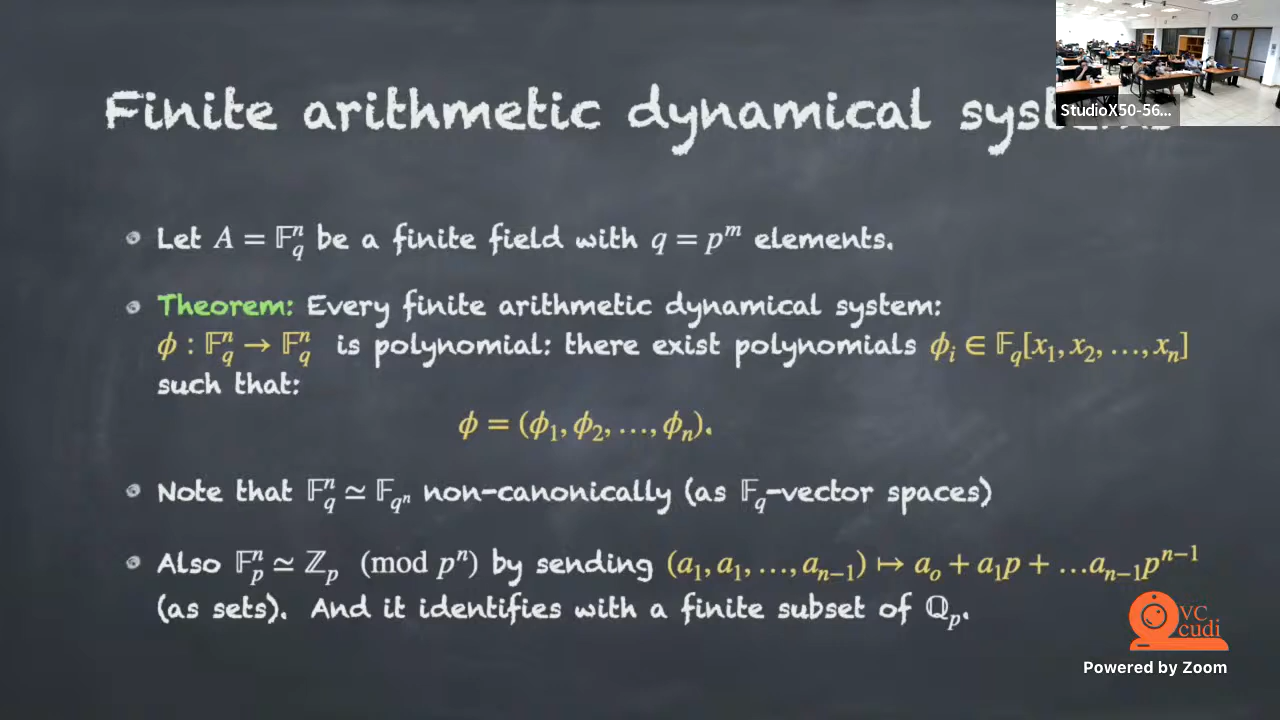 Finite arithmetic dynamical systems
StudioX50-56...
Let A = 𝔽_q^n be a finite field with q = p^m elements.
Theorem: Every finite arithmetic dynamical system:
ϕ : 𝔽_q^n → 𝔽_q^n is polynomial: there exist polynomials ϕ_i ∈ 𝔽_q[x_1, x_2, …, x_n]
such that:
ϕ = (ϕ_1, ϕ_2, …, ϕ_n).
Note that 𝔽_q^n ≃ 𝔽_{q^n} non-canonically (as 𝔽_q-vector spaces)
Also 𝔽_p^n ≃ ℤ_p (mod p^n) by sending (a_1, a_1, …, a_{n−1}) ↦ a_o + a_1p + …a_{n−1}p^{n−1}
(as sets). And it identifies with a finite subset of ℚ_p.
VC
cudi
Powered by Zoom